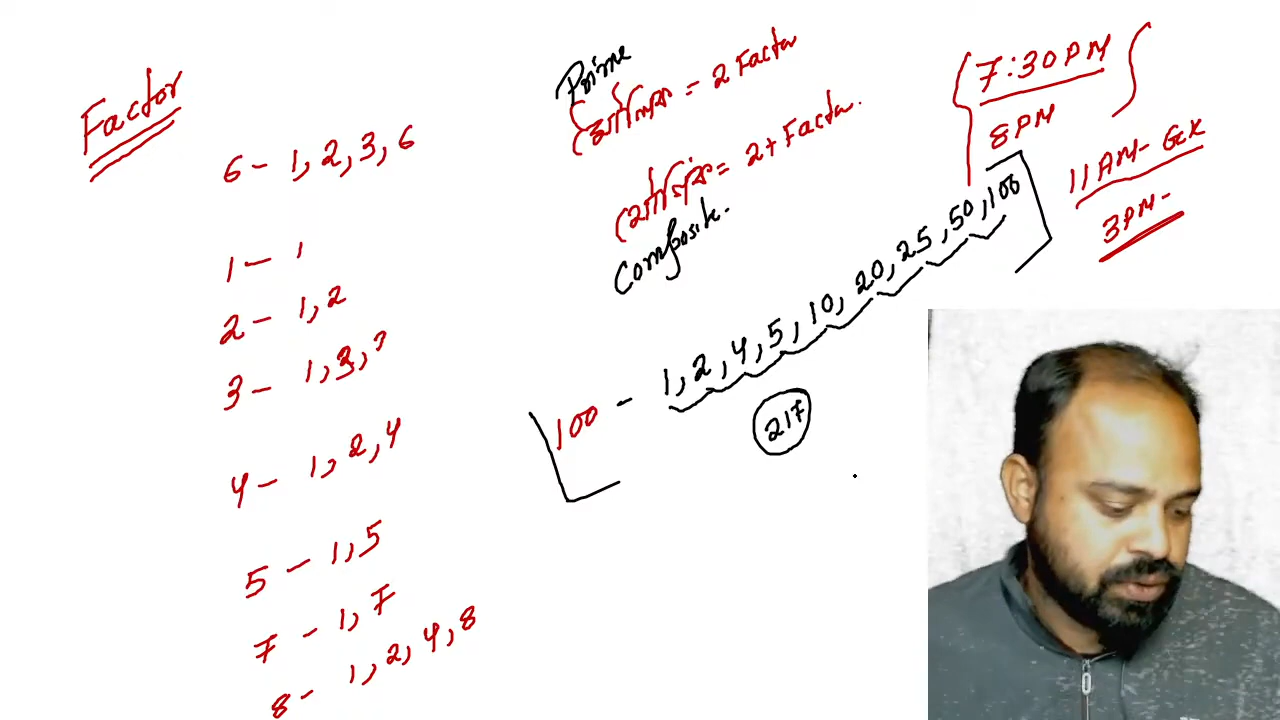 Factor
6 - 1, 2, 3, 6
1 - 1
2 - 1, 2
3 - 1, 3,
4 - 1, 2, 4
5 - 1, 5
7 - 1, 7
8 - 1, 2, 4, 8
Prime
= 2 Factor
= 2+ Factor.
Composite.
100 - 1, 2, 4, 5, 10, 20, 25, 50, 100
217
7:30 PM
8 PM
11 AM - GK
3 PM -